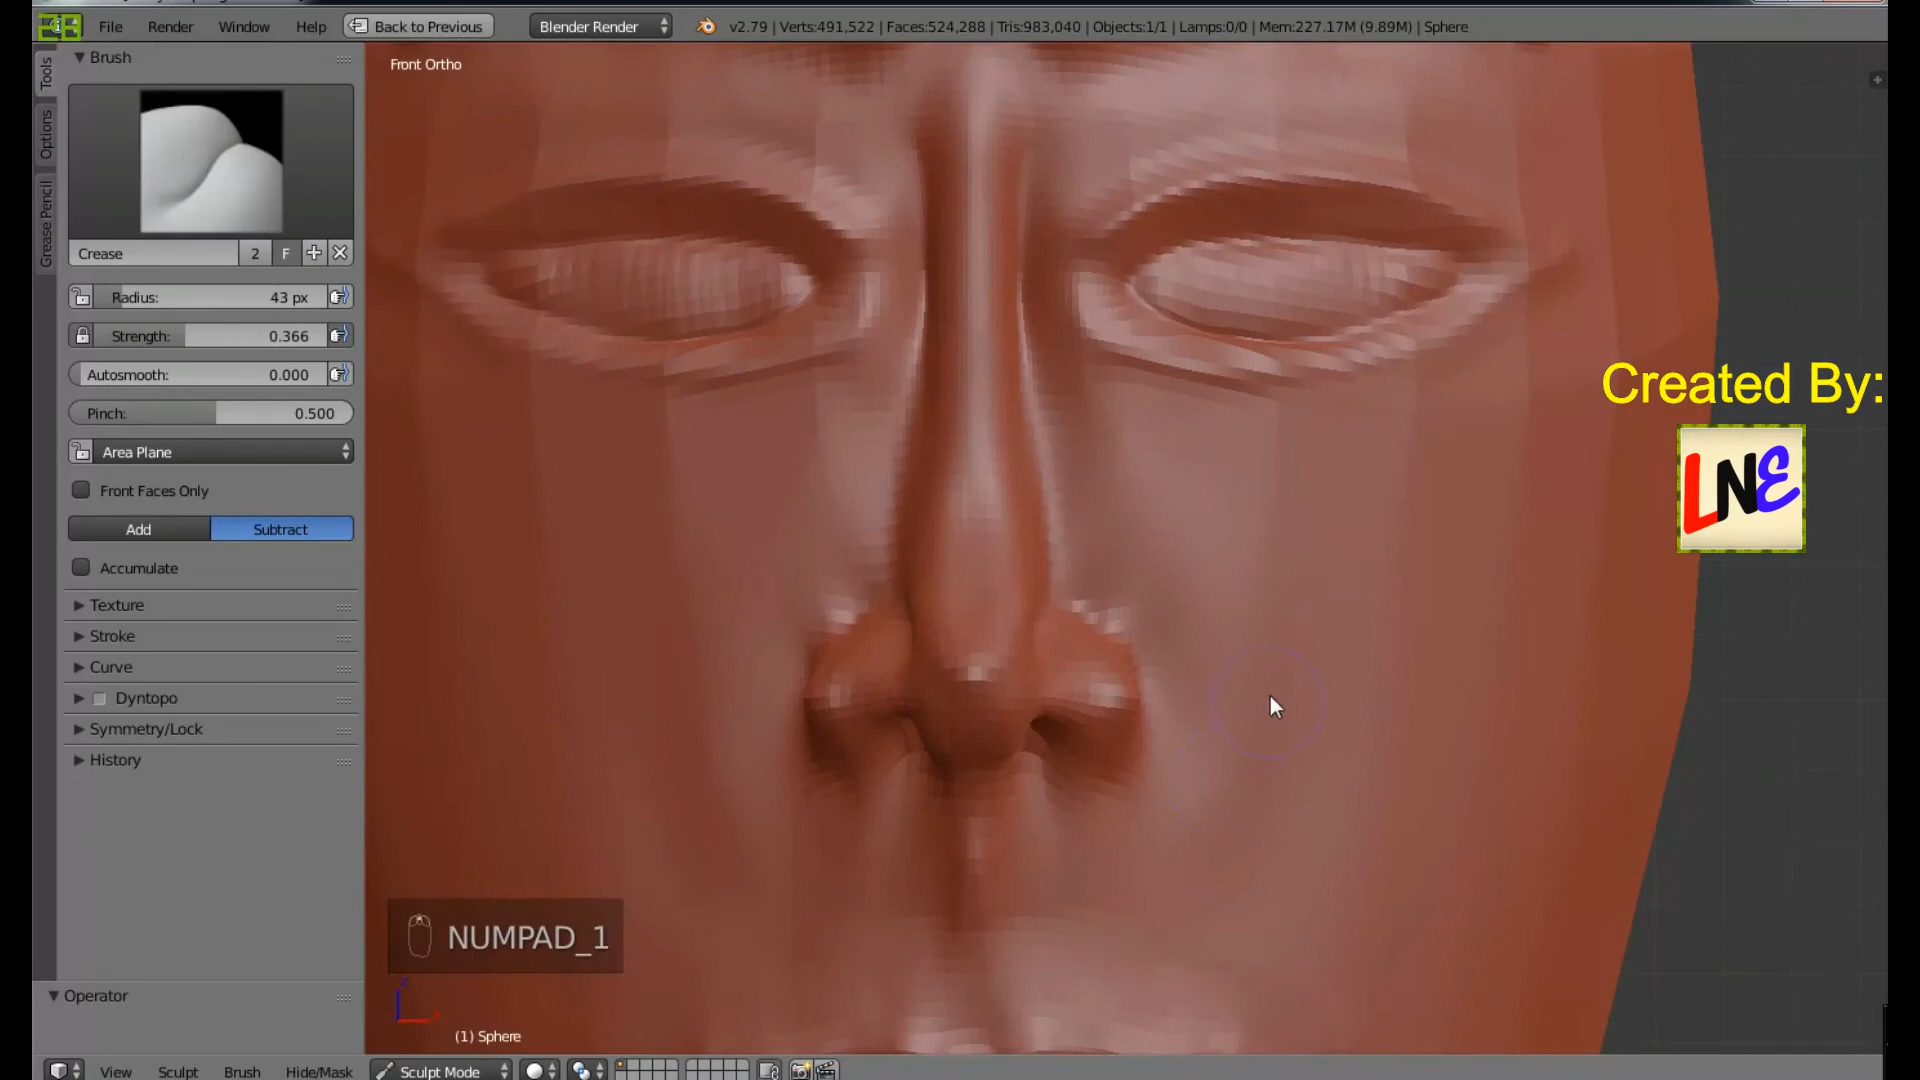 File Render Window Help Back to Previous Blender Render v2.79 | Verts:491,522 | Faces:524,288 | Tris:983,040 | Objects:1/1 | Lamps:0/0 | Mem:227.17M (9.89M) | Sphere
Tools
Options
Grease Pencil
Brush
Crease 2 F
Radius: 43 px
Strength: 0.366
Autosmooth: 0.000
Pinch: 0.500
Area Plane
Front Faces Only
Add Subtract
Accumulate
Texture
Stroke
Curve
Dyntopo
Symmetry/Lock
History
Operator
Front Ortho
Created By:
LNE
NUMPAD_1
(1) Sphere
View Sculpt Brush Hide/Mask Sculpt Mode